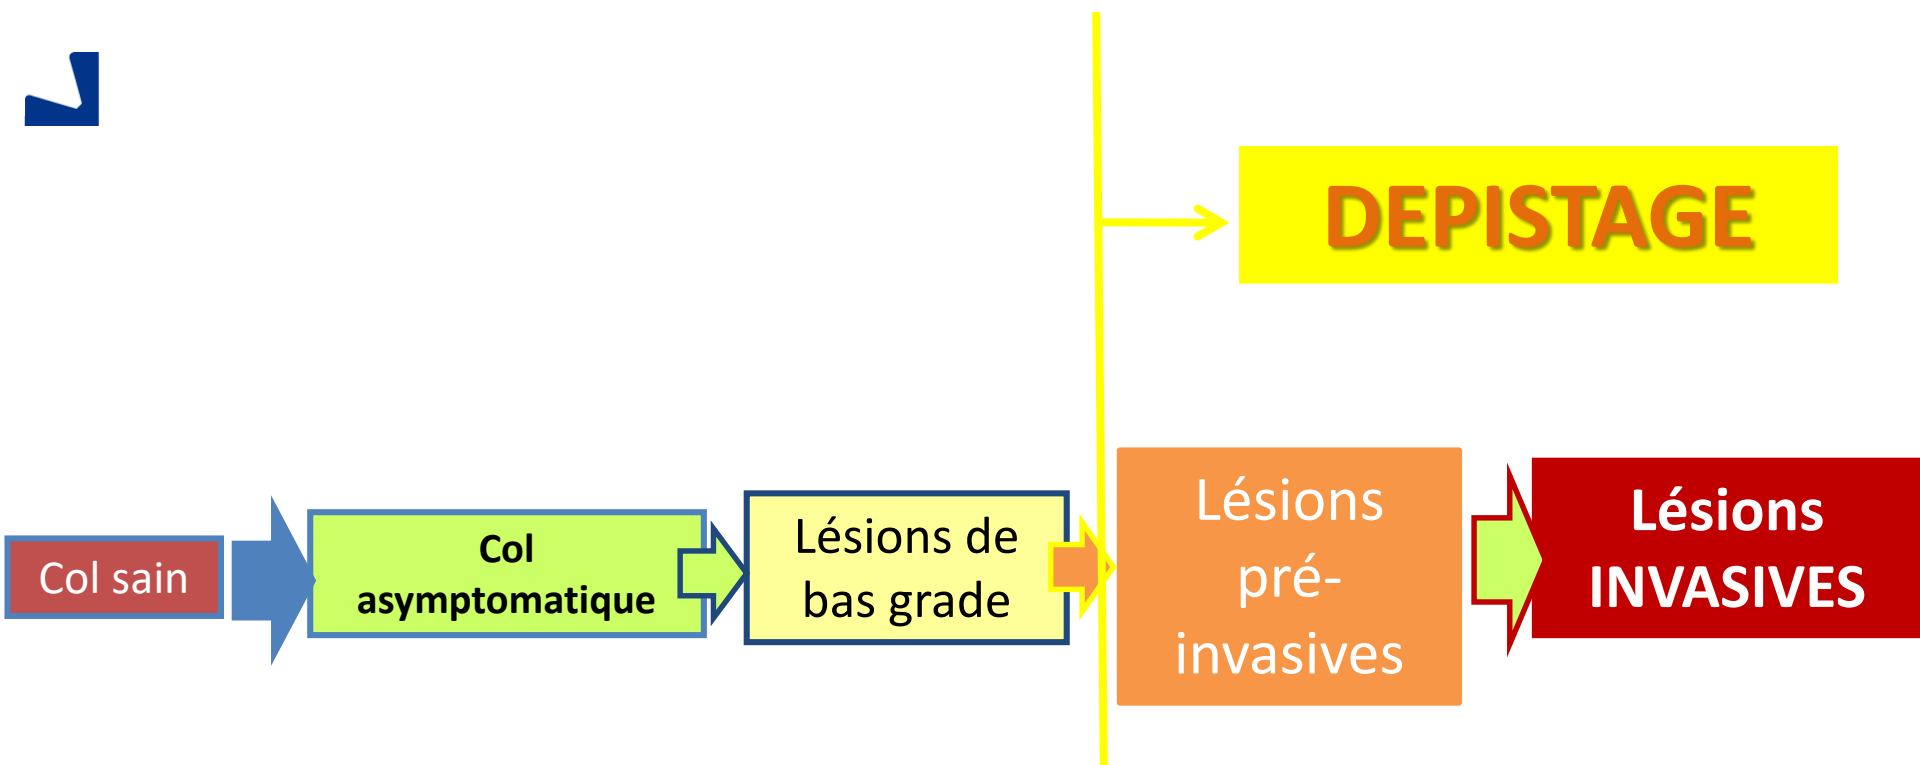 DEPISTAGE
Col sain
Col
asymptomatique
Lésions de
bas grade
Lésions
pré-
invasives
Lésions
INVASIVES